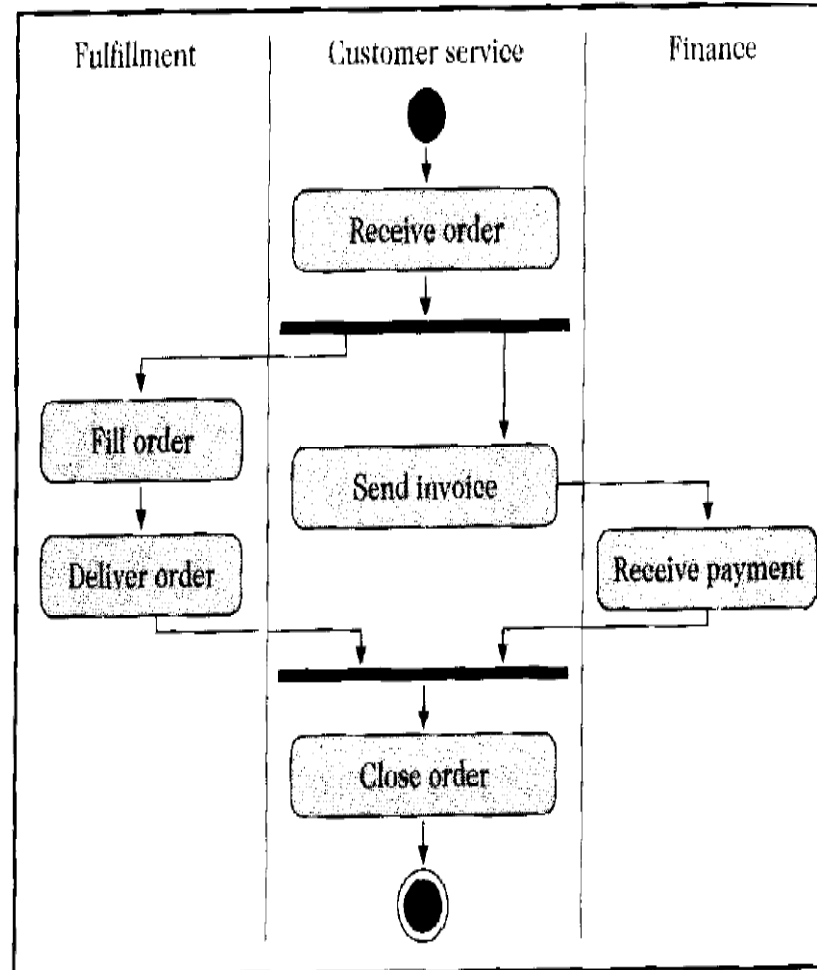 Fulfillment
Customer service
Finance
Receive order
Fill order
Send invoice
Deliver order
Receive payment
Close order